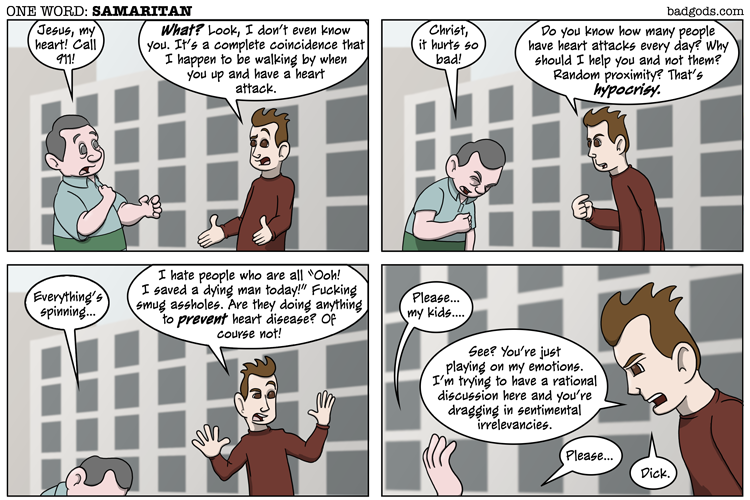 ONE WORD: SAMARITAN
badgods.com
Jesus, my
heart! Call
911!
What? Look, I don't even know
you. It's a complete coincidence that
I happen to be walking by when
you up and have a heart
attack.
Christ,
it hurts so
bad!
Do you know how many people
have heart attacks every day? Why
should I help you and not them?
Random proximity? That's
hypocrisy.
Everything's
spinning...
I hate people who are all "Ooh!
I saved a dying man today!" Fucking
smug assholes. Are they doing anything
to prevent heart disease? Of
course not!
Please...
my kids....
See? You're just
playing on my emotions.
I'm trying to have a rational
discussion here and you're
dragging in sentimental
irrelevancies.
Please...
Dick.